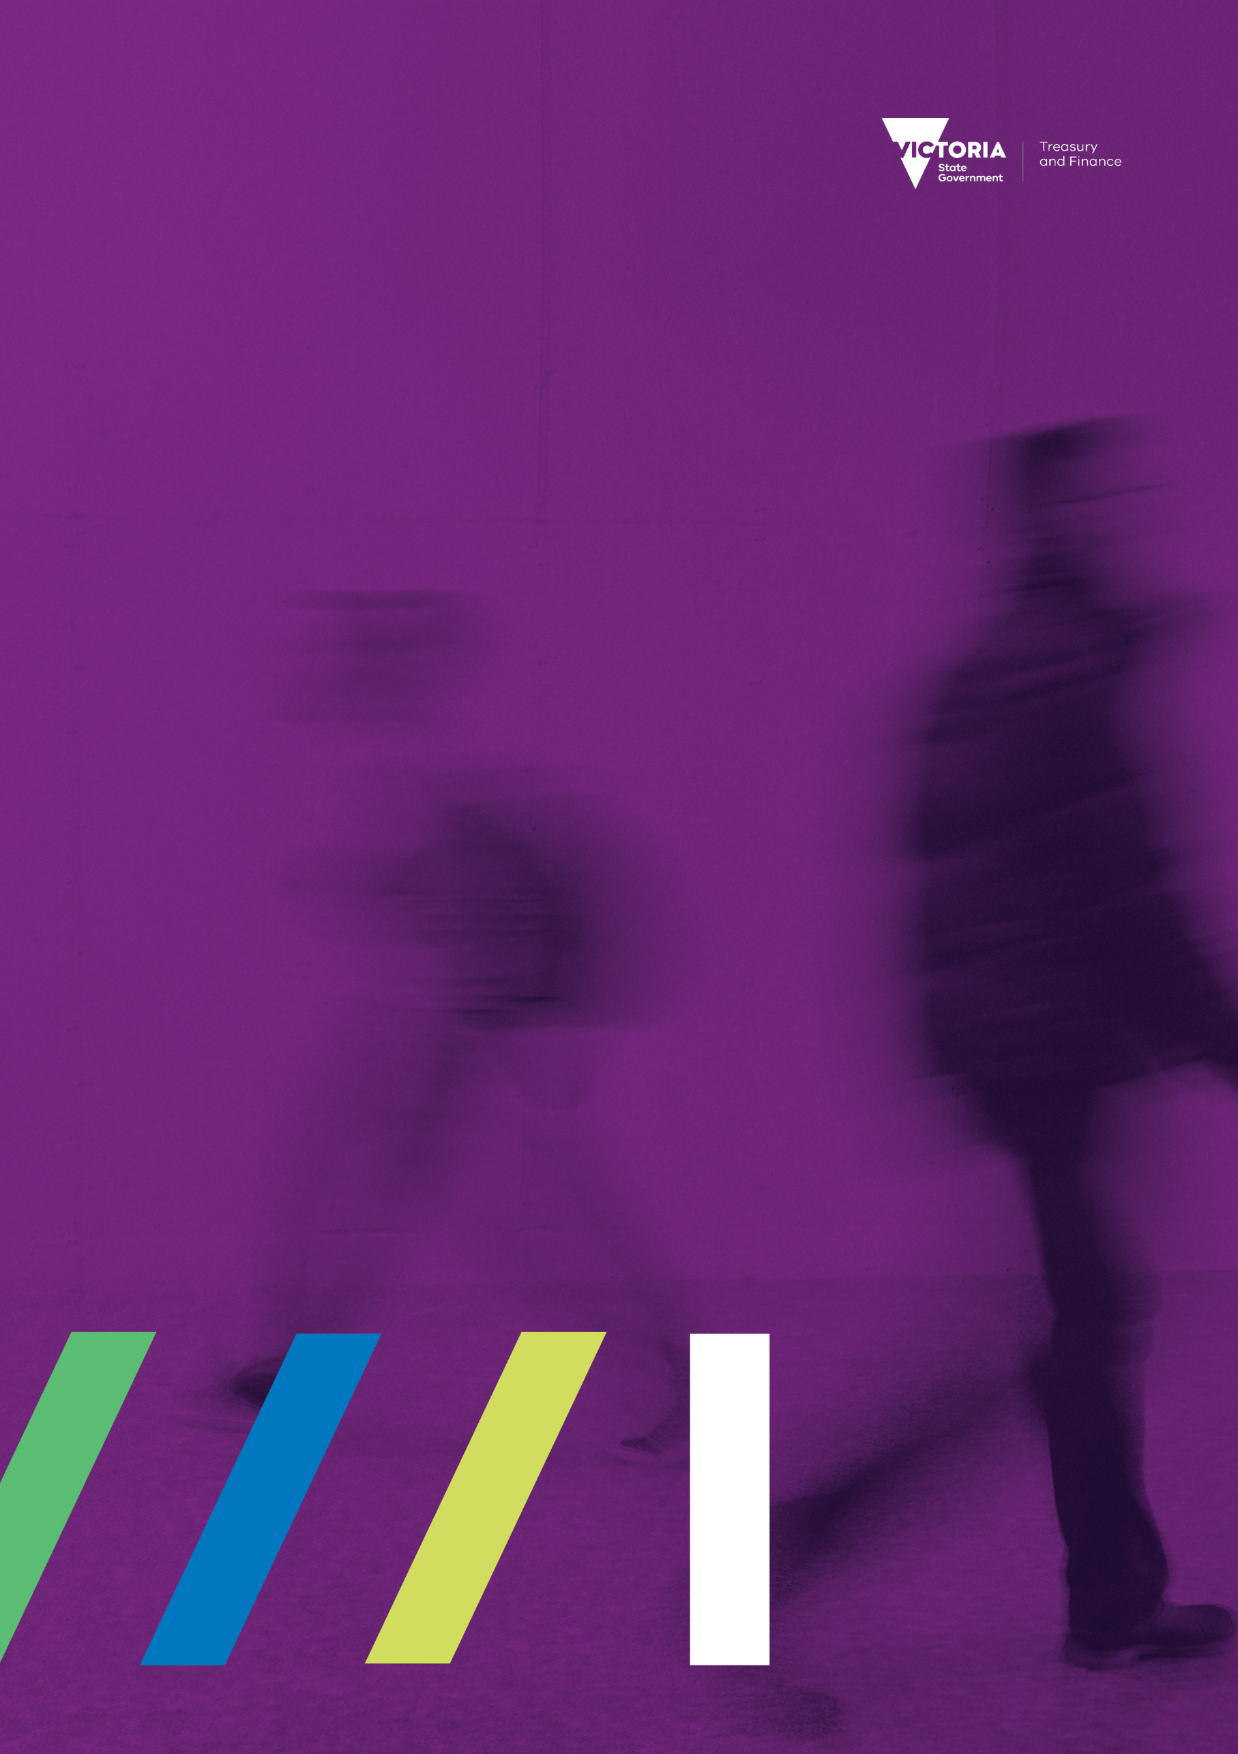 VICTORIA
State
Government
Treasury
and Finance